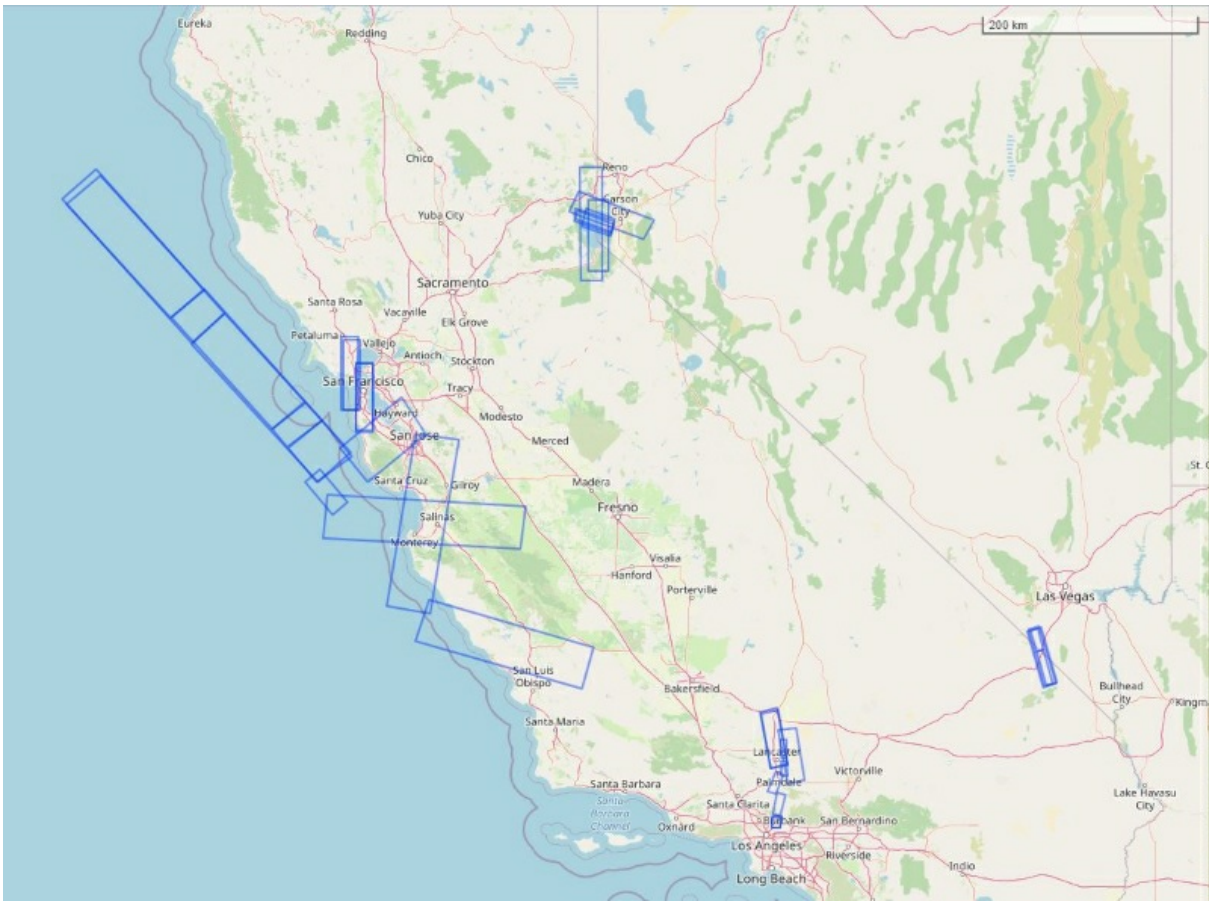 Eureka
Redding
200 km
Chico
Reno
Carson
City
Yuba City
Sacramento
Santa Rosa
Vacaville
Elk Grove
Petaluma
Vallejo
Antioch
Stockton
San Francisco
Tracy
Hayward
Modesto
San Jose
Merced
St. G
Santa Cruz
Gilroy
Madera
Salinas
Fresno
Monterey
Visalia
Hanford
Porterville
Las Vegas
San Luis
Obispo
Bakersfield
Bullhead
City
Kingm
Santa Maria
Lancaster
Victorville
Palmdale
Santa Barbara
Lake Havasu
City
Santa
Barbara
Channel
Santa Clarita
Oxnard
Burbank
San Bernardino
Los Angeles
Riverside
Indio
Long Beach